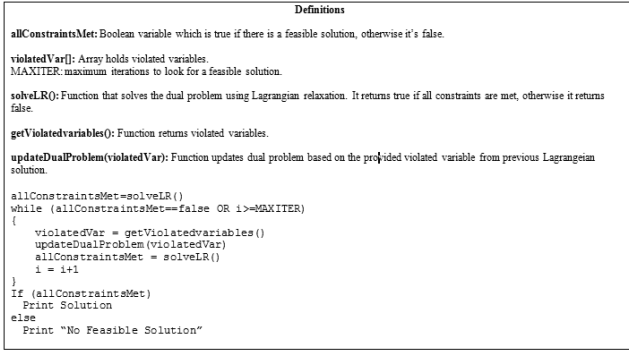 Definitions
allConstraintsMet: Boolean variable which is true if there is a feasible solution, otherwise it's false.
violatedVar[]: Array holds violated variables.
MAXITER: maximum iterations to look for a feasible solution.
solveLR(): Function that solves the dual problem using Lagrangian relaxation. It returns true if all constraints are met, otherwise it returns
false.
getViolatedvariables(): Function returns violated variables.
updateDualProblem(violatedVar): Function updates dual problem based on the provided violated variable from previous Lagrangeian
solution.
allConstraintsMet=solveLR()
while (allConstraintsMet==false OR i>=MAXITER)
{
violatedVar = getViolatedvariables()
updateDualProblem(violatedVar)
allConstraintsMet = solveLR()
i = i+1
}
If (allConstraintsMet)
Print Solution
else
Print “No Feasible Solution”